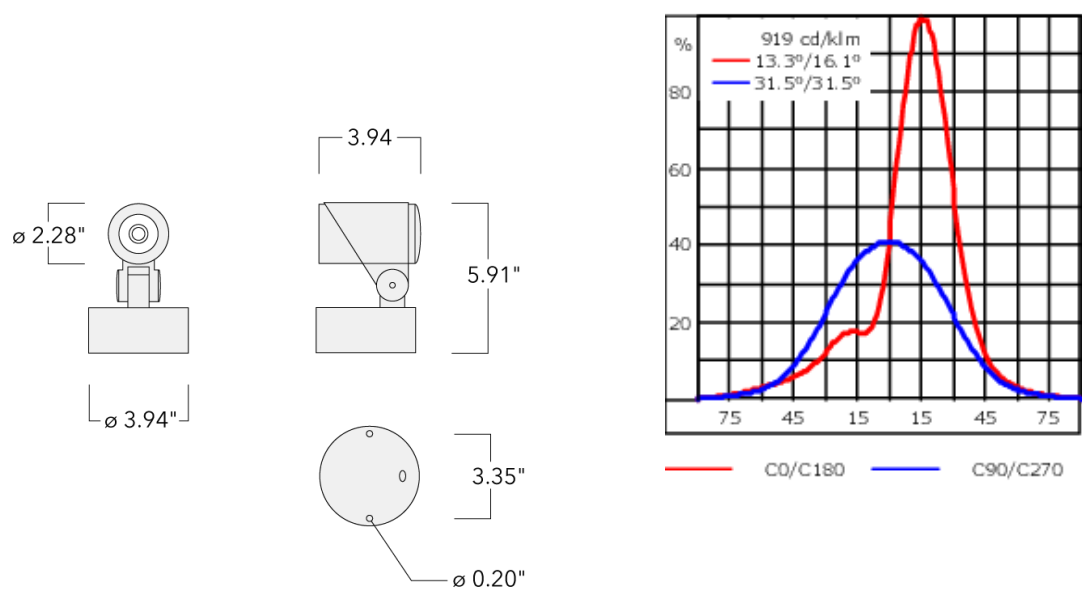 3.94
ø 2.28"
5.91"
ø 3.94"
3.35"
ø 0.20"
% 919 cd/klm
13.3º/16.1º
31.5º/31.5º
80
60
40
20
75 45 15 15 45 75
C0/C180 C90/C270